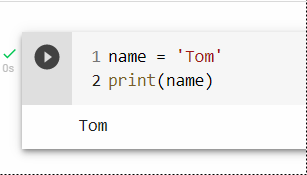 0s
1 name = 'Tom'
2 print(name)
Tom